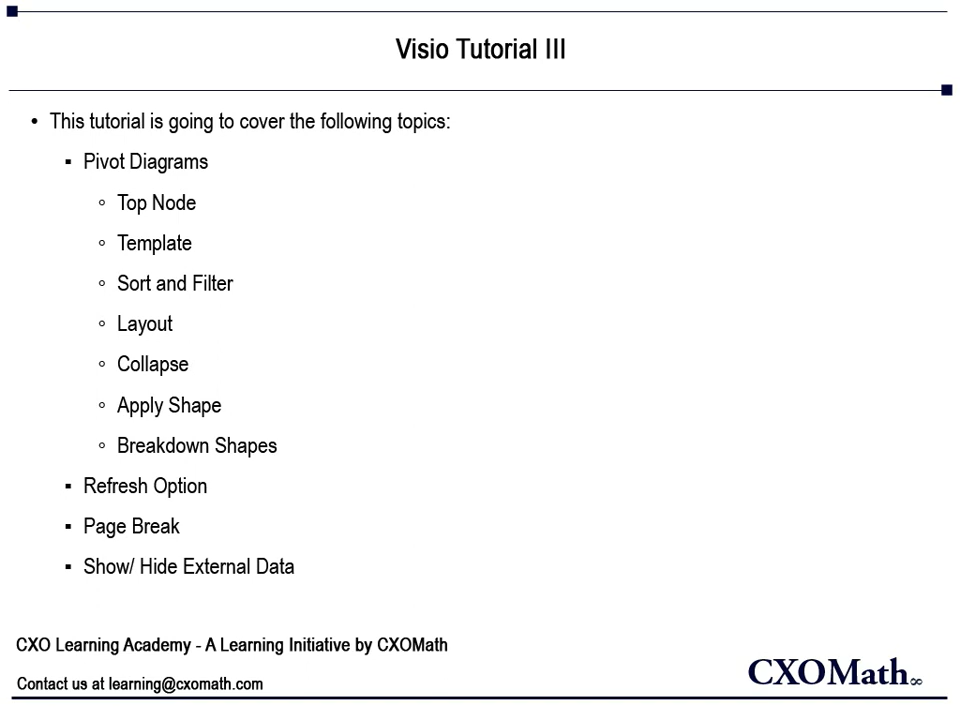 Visio Tutorial III
• This tutorial is going to cover the following topics:
▪ Pivot Diagrams
∘ Top Node
∘ Template
∘ Sort and Filter
∘ Layout
∘ Collapse
∘ Apply Shape
∘ Breakdown Shapes
▪ Refresh Option
▪ Page Break
▪ Show/ Hide External Data
CXO Learning Academy - A Learning Initiative by CXOMath
CXOMath∞
Contact us at learning@cxomath.com